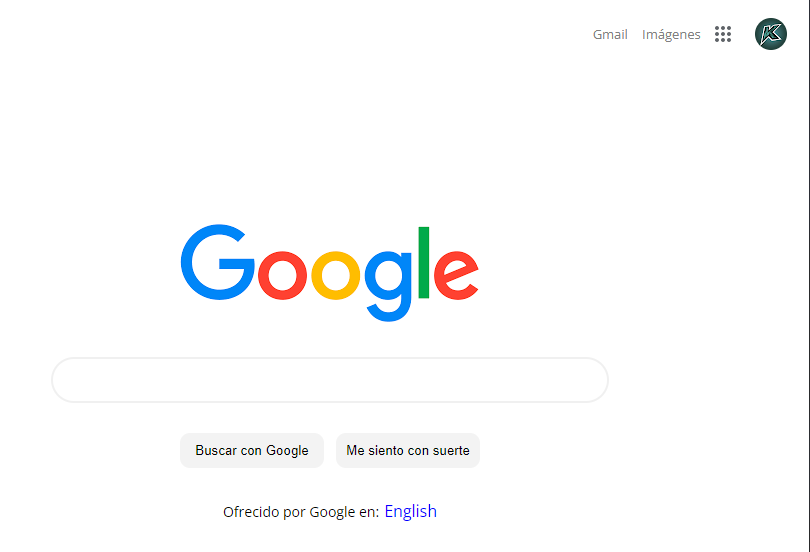 Gmail Imágenes
Google
Buscar con Google Me siento con suerte
Ofrecido por Google en: English